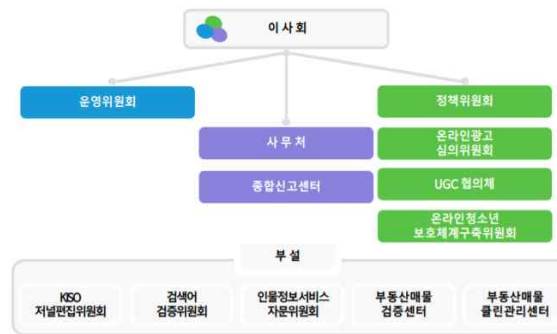 이사회
운영위원회
정책위원회
사무처
온라인광고
심의위원회
종합신고센터
UGC 협의체
온라인청소년
보호체계구축위원회
부설
KISO
저널편집위원회
검색어
검증위원회
인물정보서비스
자문위원회
부동산매물
검증센터
부동산매물
클린관리센터